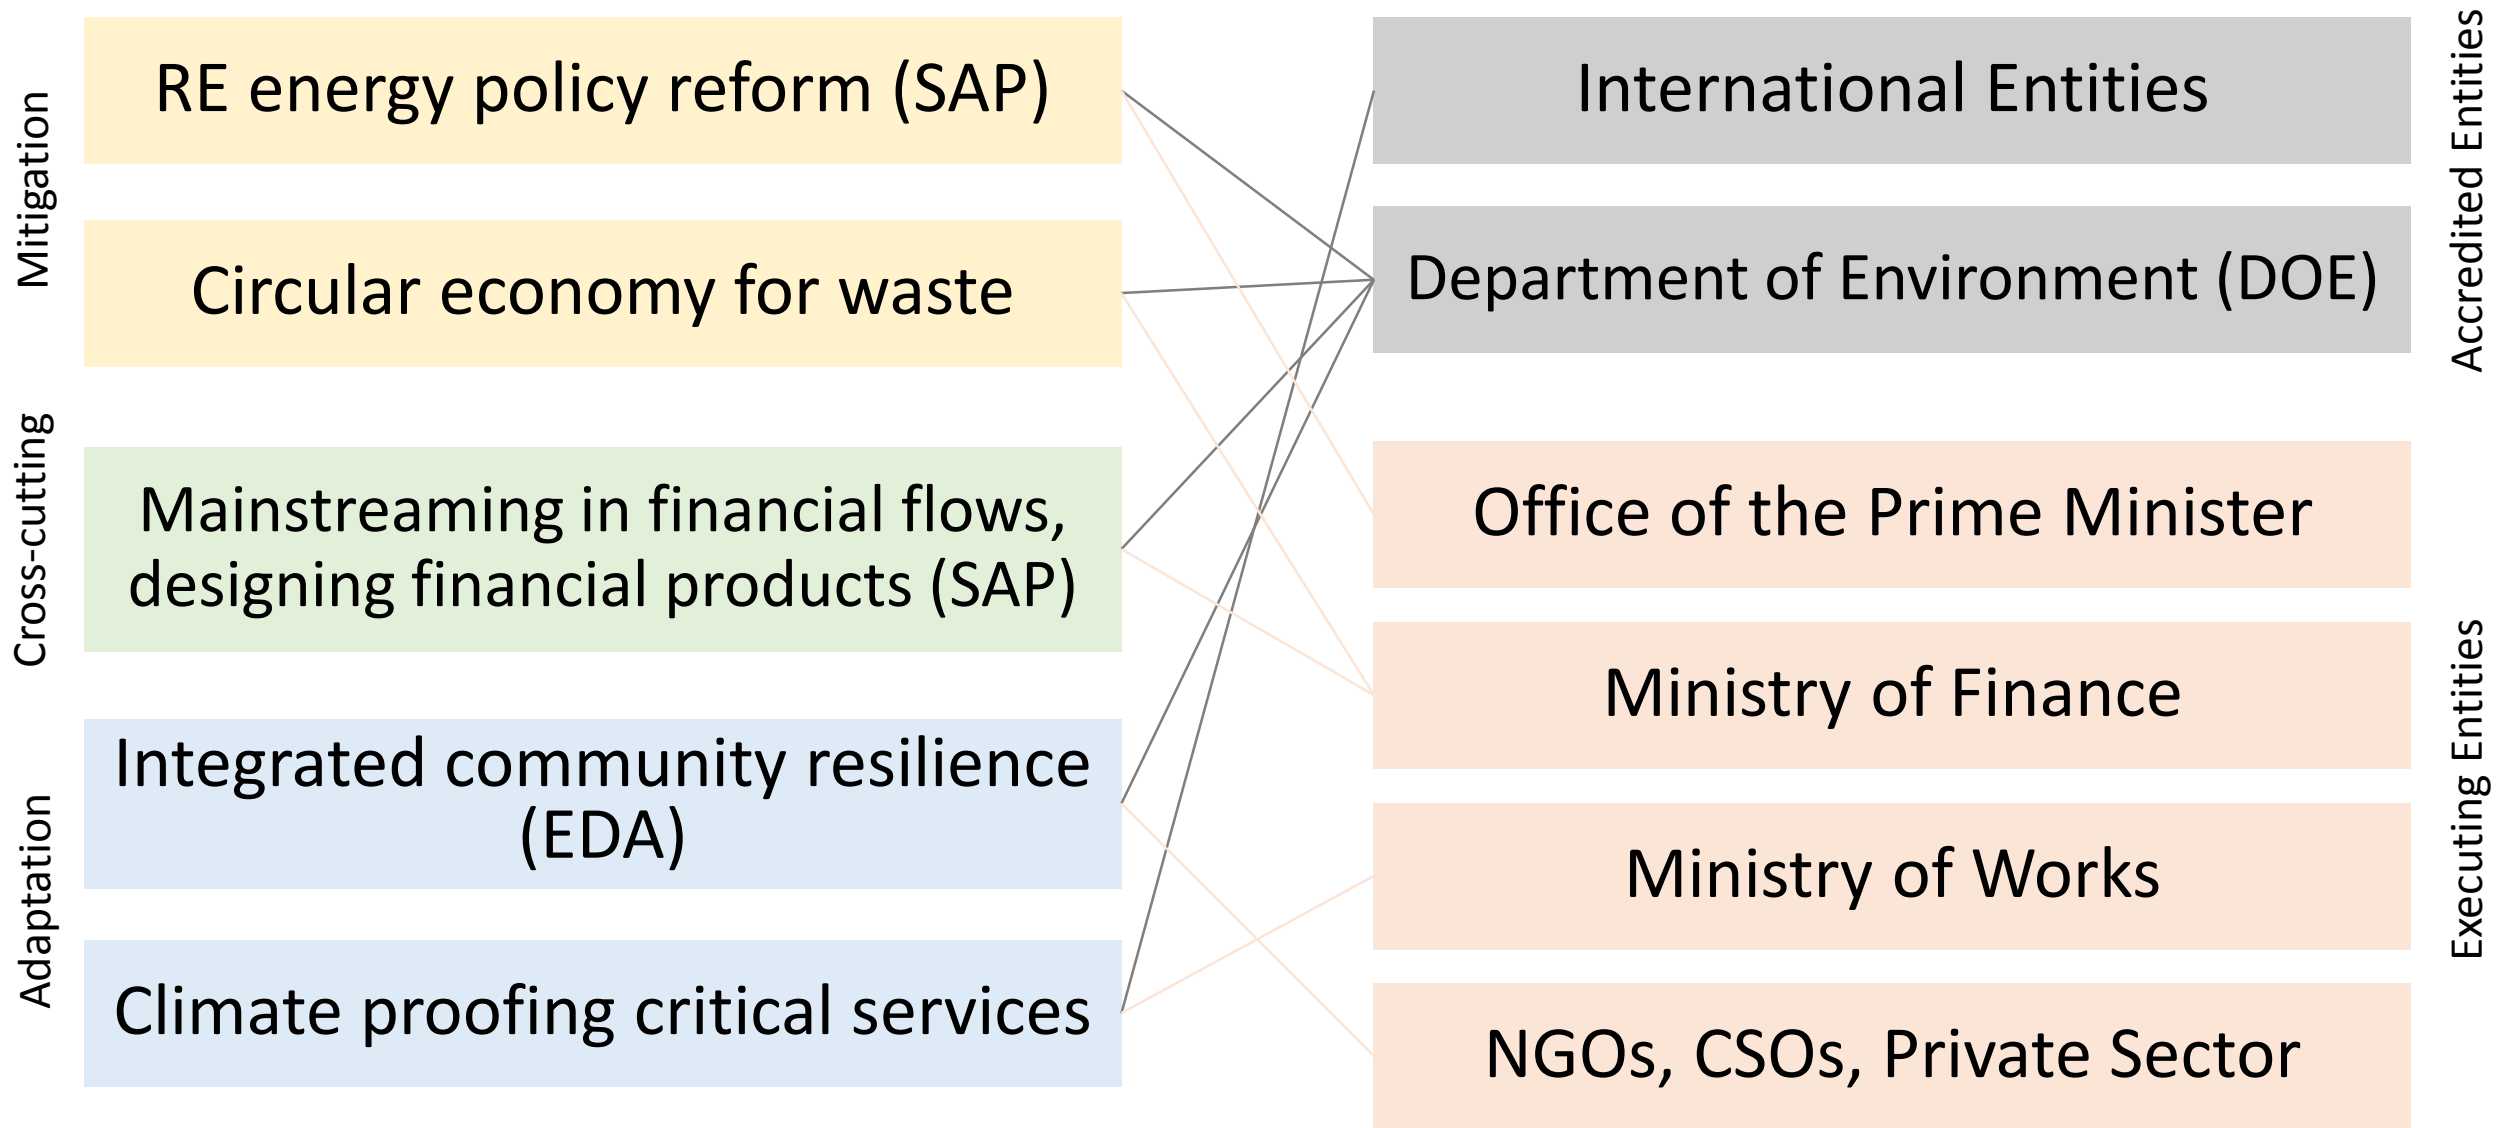 Mitigation
RE energy policy reform (SAP)
Circular economy for waste
Cross-cutting
Mainstreaming infinancial flows,
designing financial products (SAP)
Adaptation
Integrated community resilience
(EDA)
Climate proofing critical services
International Entities
Department of Environment (DOE)
Accredited Entities
Office of the Prime Minister
Ministry of Finance
Ministry of Works
NGOs, CSOs, Private Sector
Executing Entities